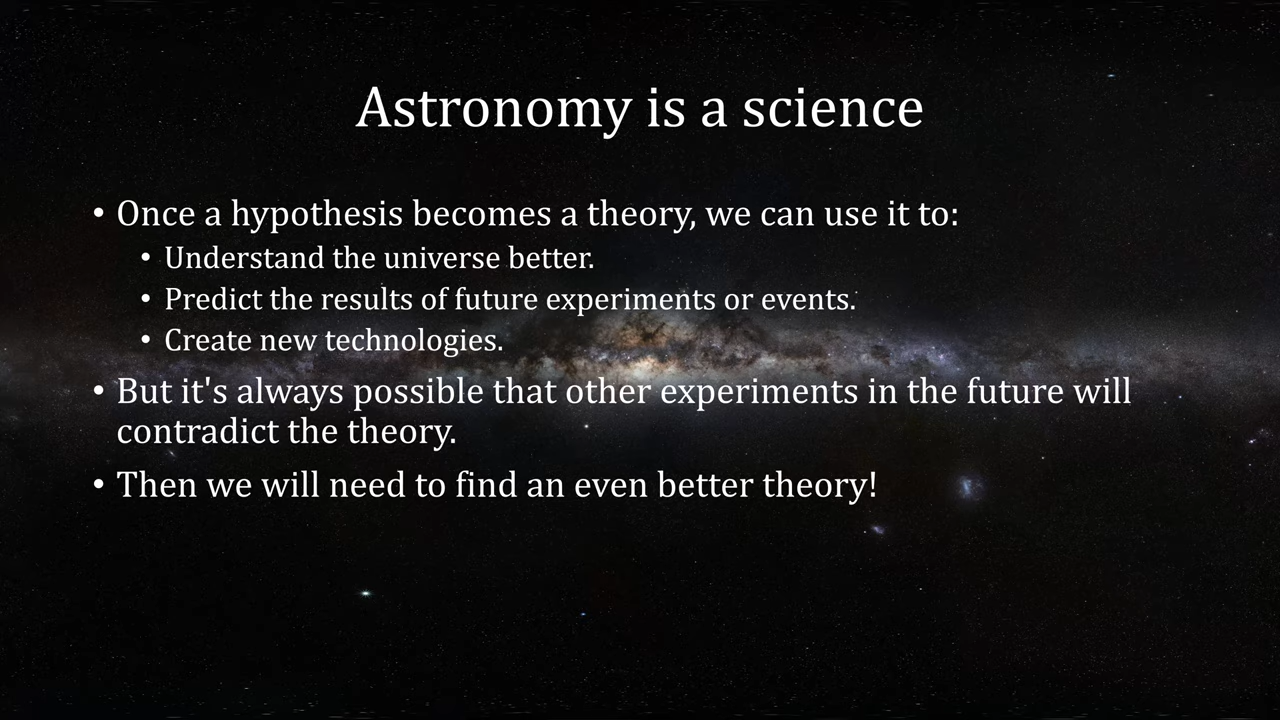 Astronomy is a science
• Once a hypothesis becomes a theory, we can use it to:
• Understand the universe better.
• Predict the results of future experiments or events.
• Create new technologies.
• But it's always possible that other experiments in the future will
contradict the theory.
• Then we will need to find an even better theory!